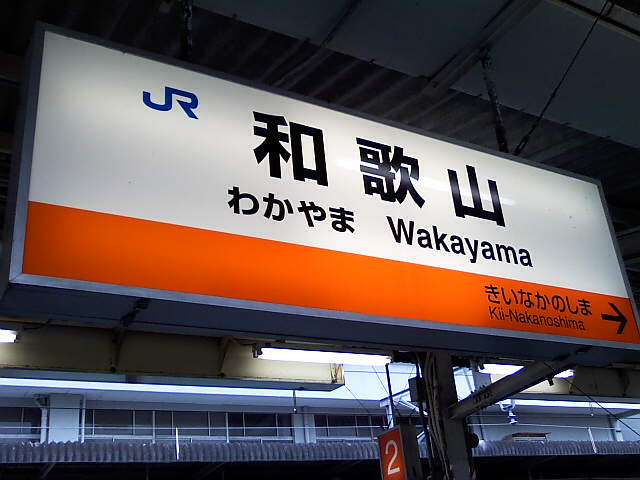 JR
和歌山
わかやま Wakayama
きいなかのしま
Kii-Nakanoshima
2